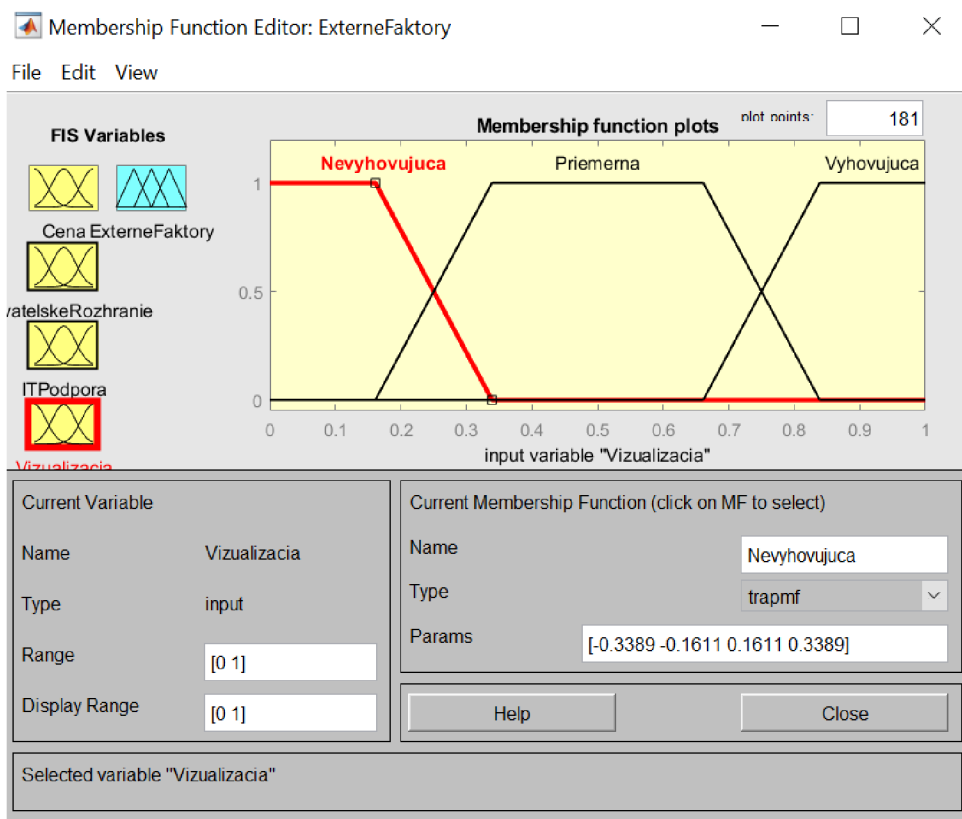 Membership Function Editor: ExterneFaktory
File Edit View
FIS Variables
Membership function plots
plot points:
181
Nevyhovujuca
Priemerna
Vyhovujuca
Cena ExterneFaktory
vatelskeRozhranie
ITPodpora
Vizualizacia
1
0.5
0
0 0.1 0.2 0.3 0.4 0.5 0.6 0.7 0.8 0.9 1
input variable "Vizualizacia"
Current Variable
Name Vizualizacia
Type input
Range [0 1]
Display Range [0 1]
Current Membership Function (click on MF to select)
Name Nevyhovujuca
Type trapmf
Params [-0.3389 -0.1611 0.1611 0.3389]
Help Close
Selected variable "Vizualizacia"